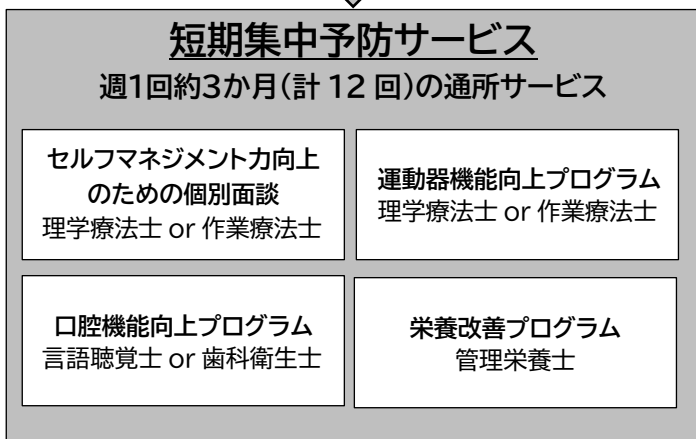 短期集中予防サービス
週1回約3か月(計 12 回)の通所サービス
セルフマネジメント力向上
のための個別面談
理学療法士 or 作業療法士
運動器機能向上プログラム
理学療法士 or 作業療法士
口腔機能向上プログラム
言語聴覚士 or 歯科衛生士
栄養改善プログラム
管理栄養士